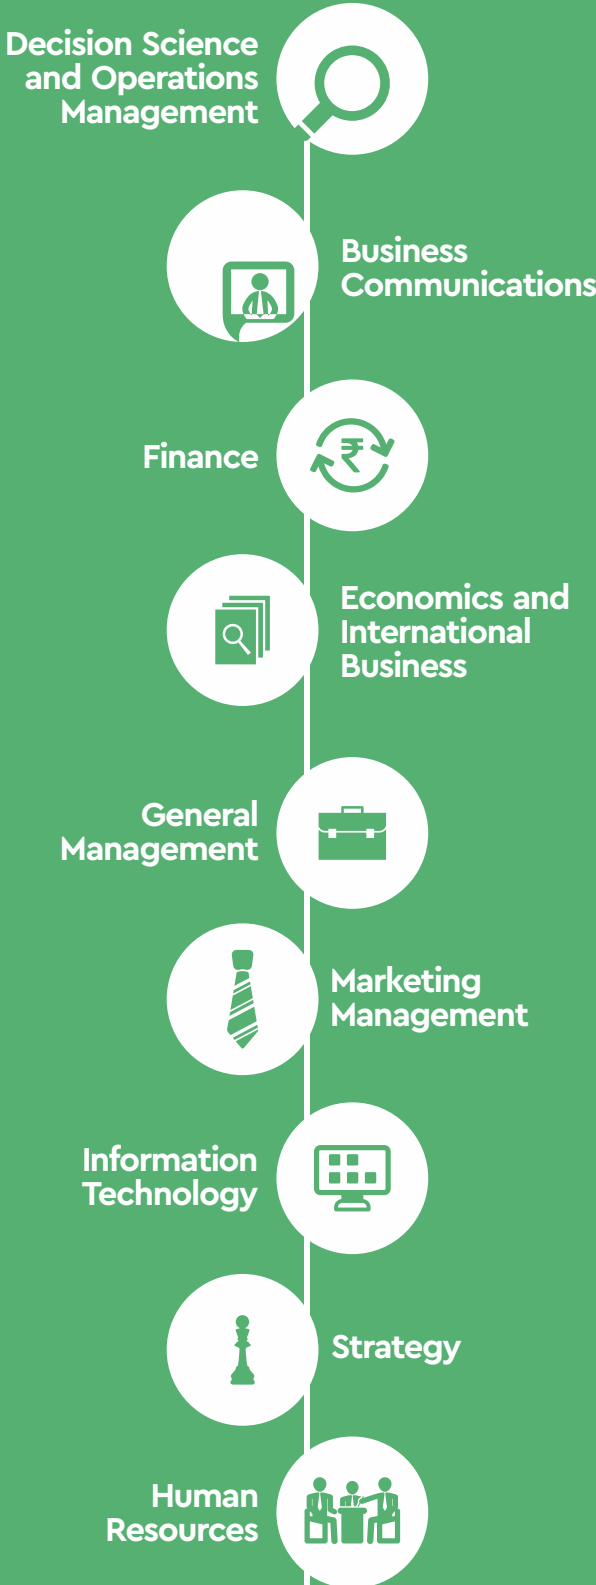 Decision Science
and Operations
Management
Business
Communications
Finance
₹
Economics and
International
Business
General
Management
Marketing
Management
Information
Technology
Strategy
Human
Resources